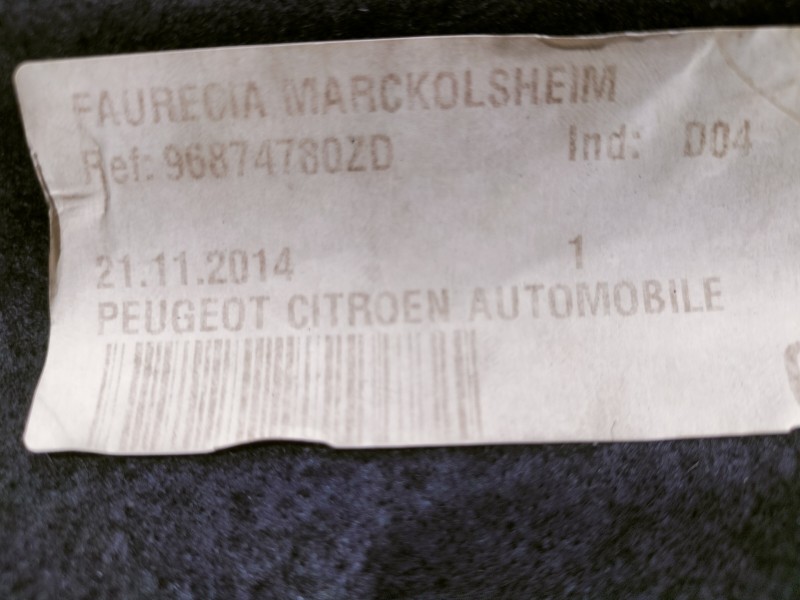 FAURECIA MARCKOLSHEIM
Ref: 96874780ZD Ind: D04
21.11.2014 1
PEUGEOT CITROEN AUTOMOBILE